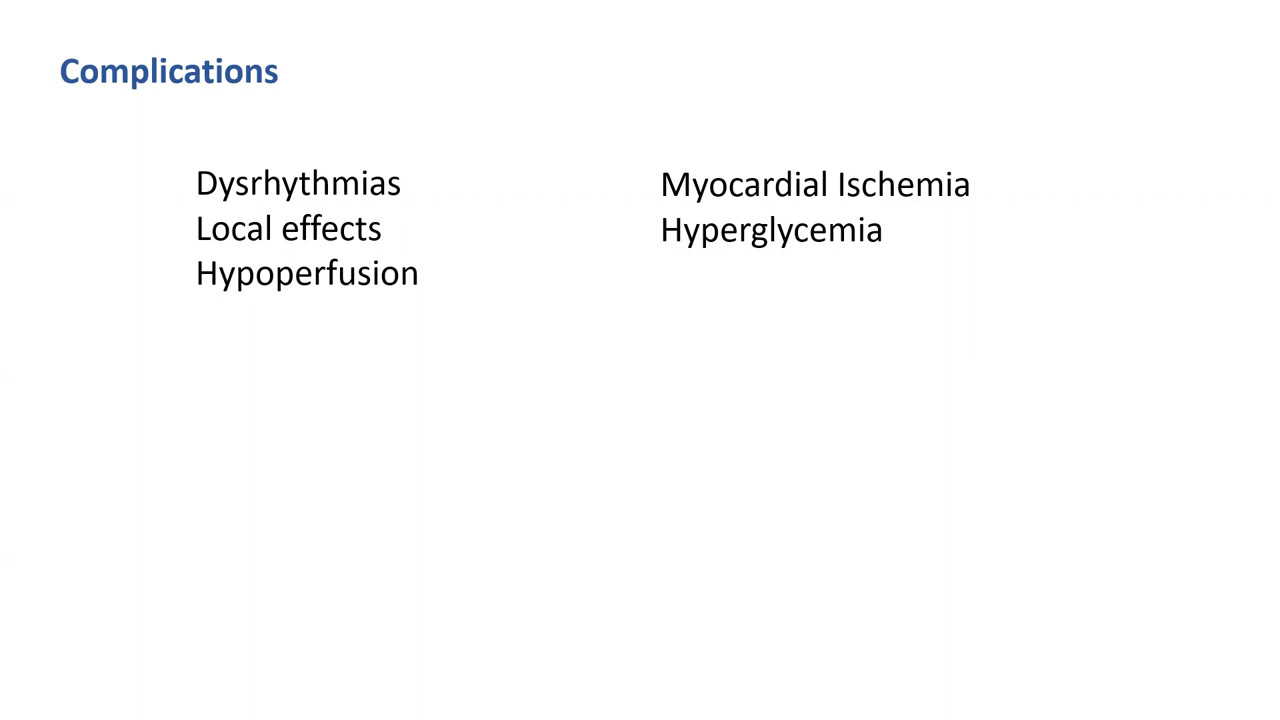 Complications
Dysrhythmias
Local effects
Hypoperfusion
Myocardial Ischemia
Hyperglycemia